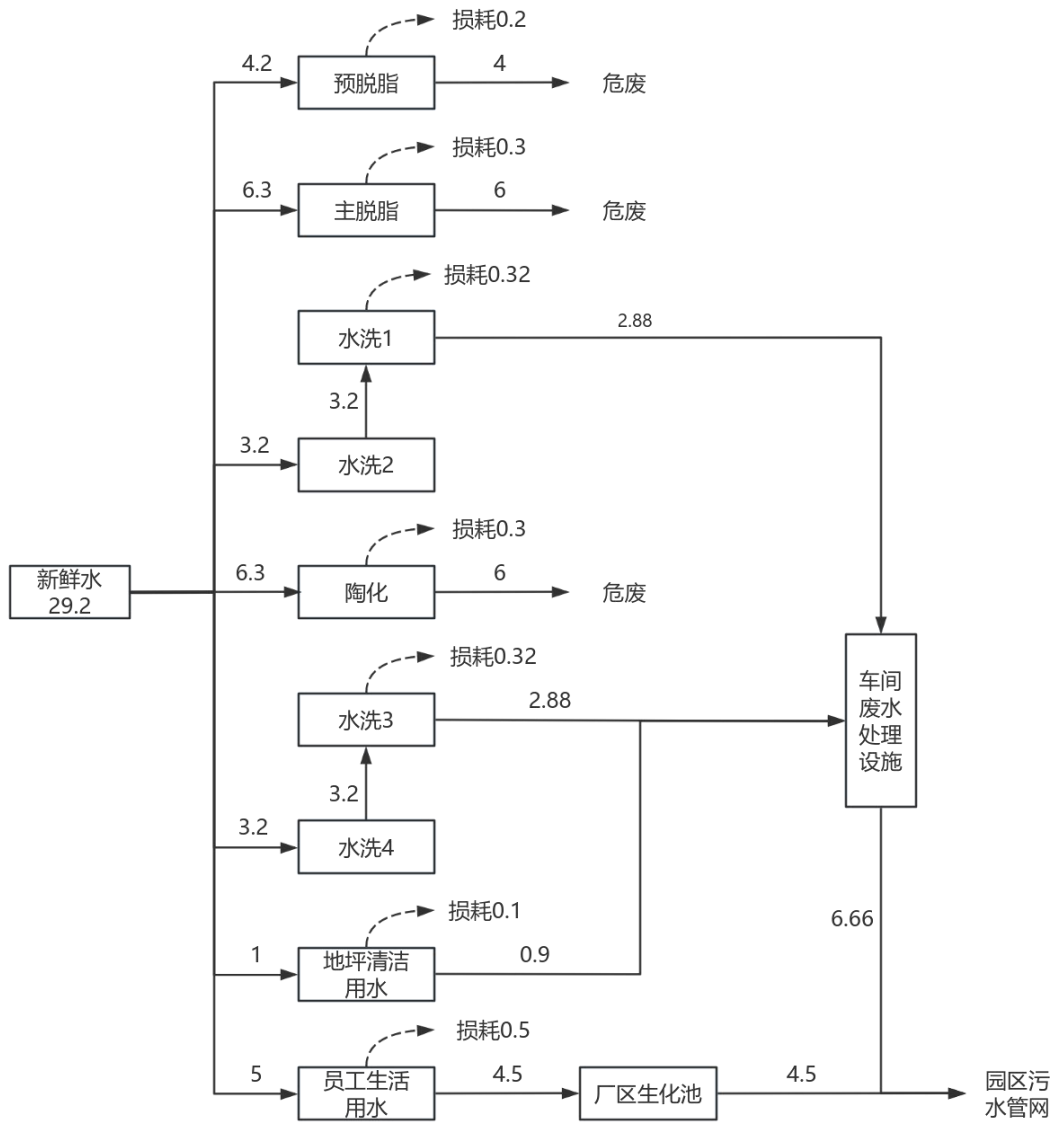 损耗0.2
4.2
预脱脂
4
危废
损耗0.3
6.3
主脱脂
6
危废
损耗0.32
水洗1
2.88
3.2
3.2
水洗2
损耗0.3
6.3
陶化
6
危废
新鲜水
29.2
损耗0.32
水洗3
2.88
车间
废水
处理
设施
3.2
3.2
水洗4
损耗0.1
1
地坪清洁
用水
0.9
6.66
损耗0.5
5
员工生活
用水
4.5
厂区生化池
4.5
园区污
水管网